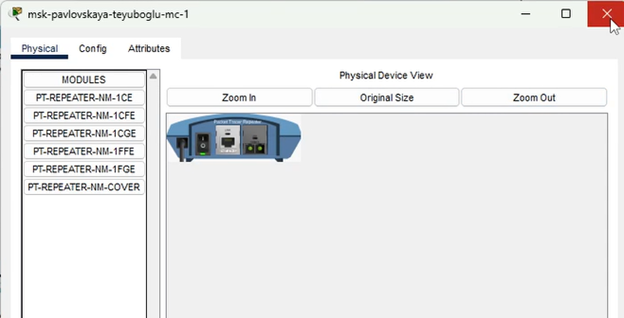 msk-pavlovskaya-teyuboglu-mc-1
Physical Config Attributes
MODULES
PT-REPEATER-NM-1CE
PT-REPEATER-NM-1CFE
PT-REPEATER-NM-1CGE
PT-REPEATER-NM-1FFE
PT-REPEATER-NM-1FGE
PT-REPEATER-NM-COVER
Physical Device View
Zoom In Original Size Zoom Out